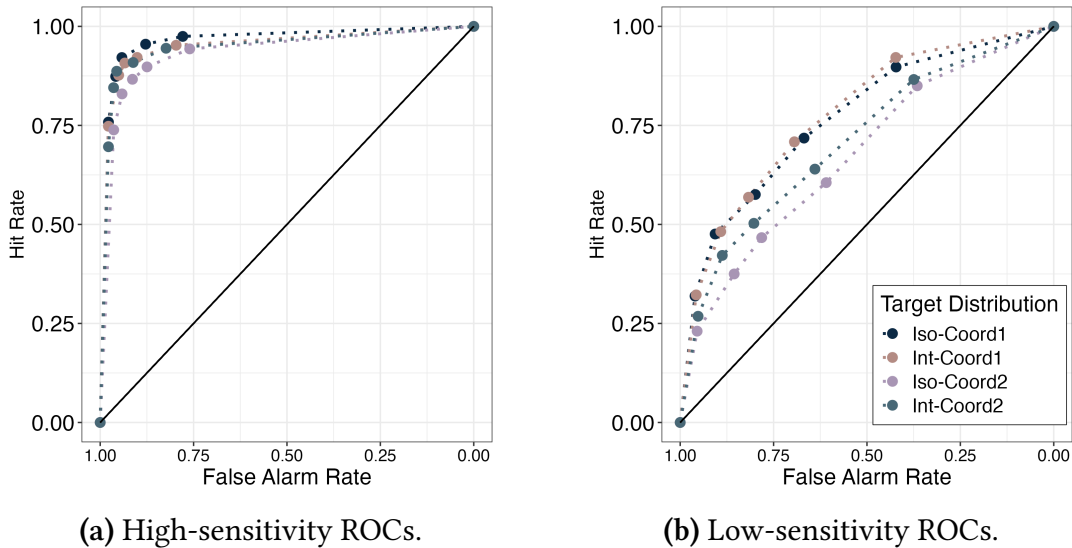 1.00
0.75
0.50
0.25
0.00
Hit Rate
1.00 0.75 0.50 0.25 0.00
False Alarm Rate
(a) High-sensitivity ROCs.
1.00
0.75
0.50
0.25
0.00
Hit Rate
Target Distribution
Iso-Coord1
Int-Coord1
Iso-Coord2
Int-Coord2
1.00 0.75 0.50 0.25 0.00
False Alarm Rate
(b) Low-sensitivity ROCs.